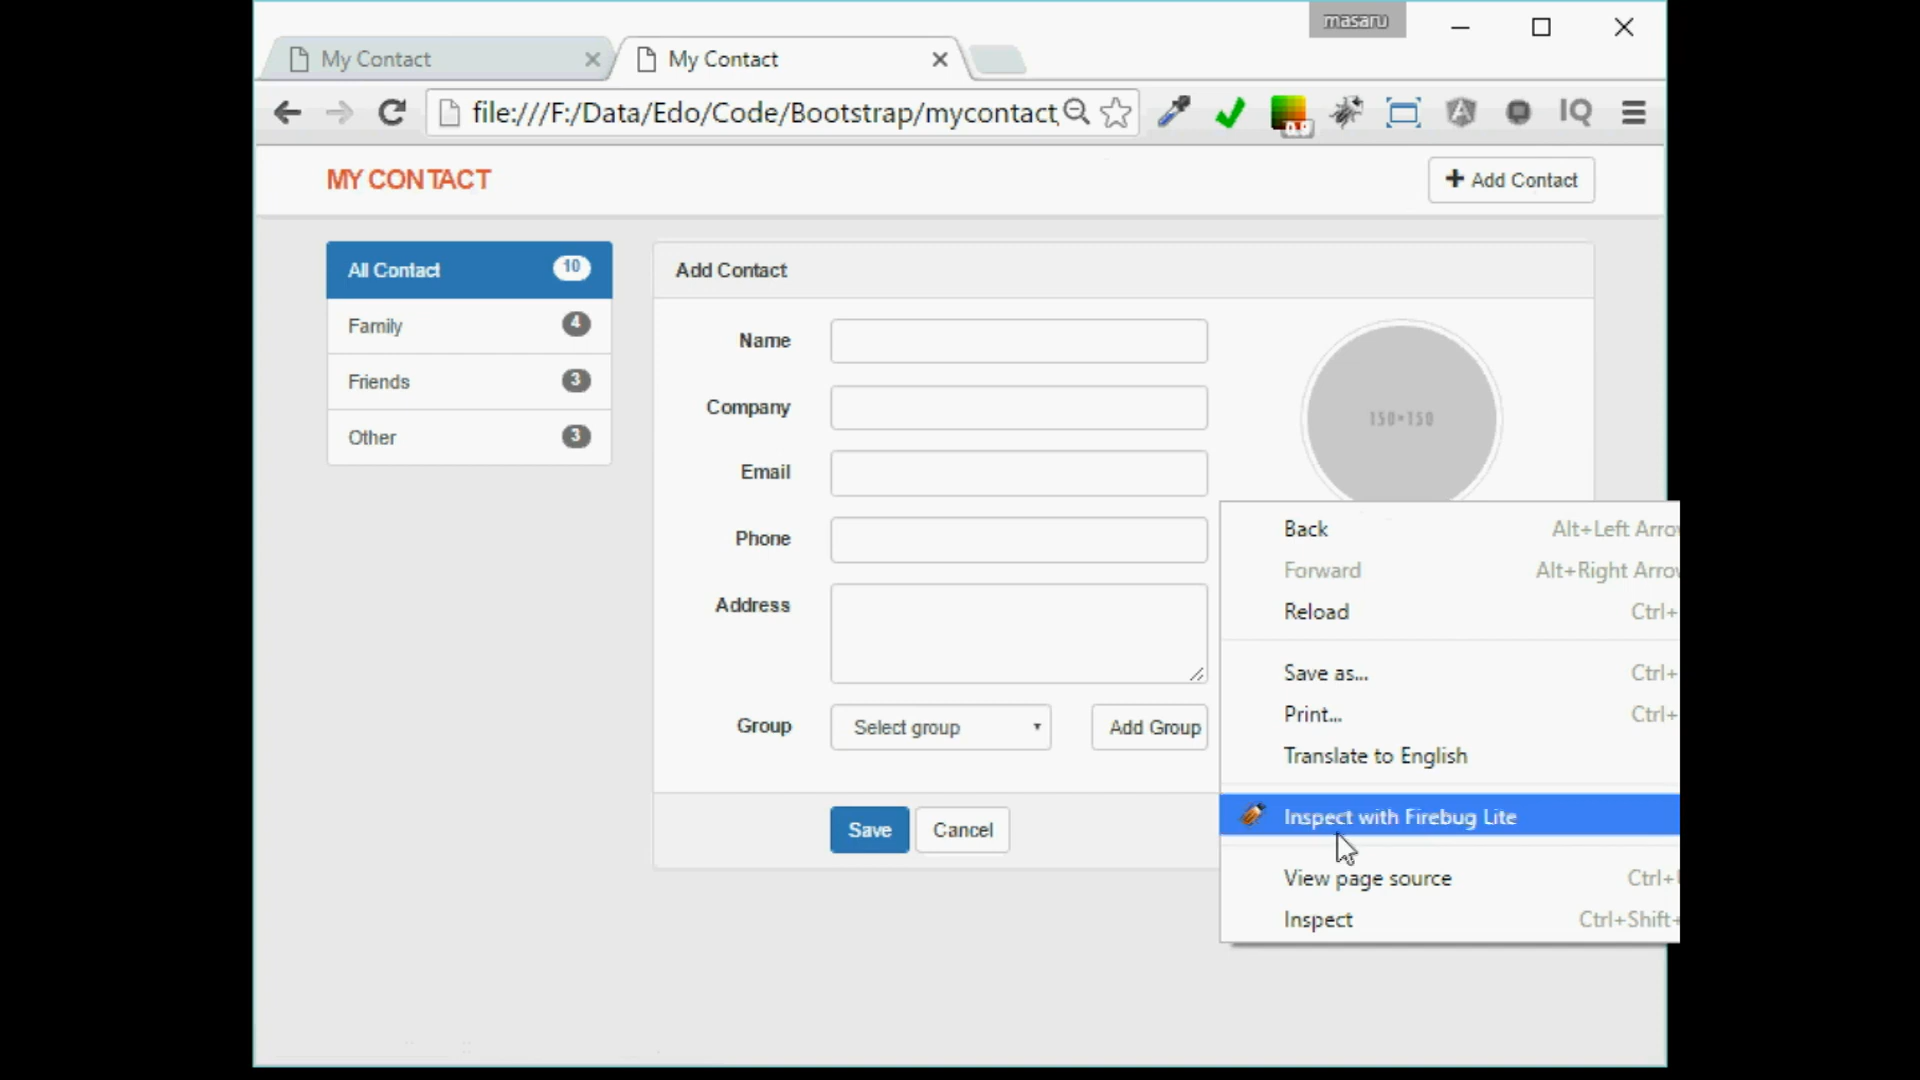 masaru
My Contact
My Contact
file:///F:/Data/Edo/Code/Bootstrap/mycontact
IQ
MY CONTACT
Add Contact
All Contact 10
Family 4
Friends 3
Other 3
Add Contact
Name
Company
Email
Phone
Address
Group Select group Add Group
Save Cancel
150×150
Back Alt+Left Arrow
Forward Alt+Right Arrow
Reload Ctrl+
Save as... Ctrl+
Print... Ctrl+
Translate to English
Inspect with Firebug Lite
View page source Ctrl+
Inspect Ctrl+Shift+